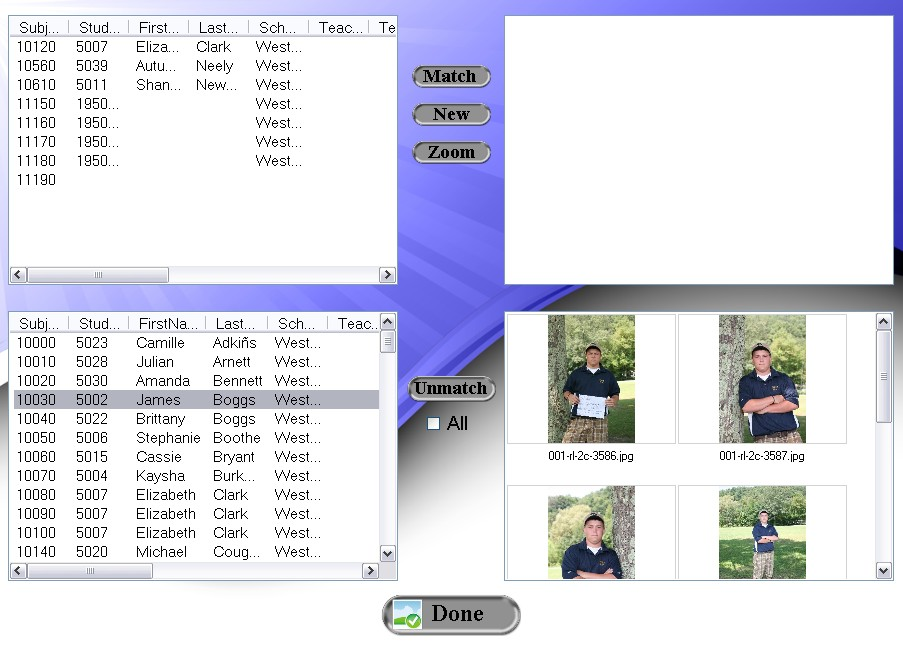 Subj... Stud... First... Last... Sch... Teac... Te
10120 5007 Eliza... Clark West...
10560 5039 Autu... Neely West...
10610 5011 Shan... New... West...
11150 1950... West...
11160 1950... West...
11170 1950... West...
11180 1950... West...
11190
Match
New
Zoom
Subj... Stud... FirstNa... Last... Sch... Teac...
10000 5023 Camille Adkiñs West...
10010 5028 Julian Arnett West...
10020 5030 Amanda Bennett West...
10030 5002 James Boggs West...
10040 5022 Brittany Boggs West...
10050 5006 Stephanie Boothe West...
10060 5015 Cassie Bryant West...
10070 5004 Kaysha Burk... West...
10080 5007 Elizabeth Clark West...
10090 5007 Elizabeth Clark West...
10100 5007 Elizabeth Clark West...
10140 5020 Michael Coug... West...
Unmatch
All
001-rl-2c-3586.jpg 001-rl-2c-3587.jpg
Done